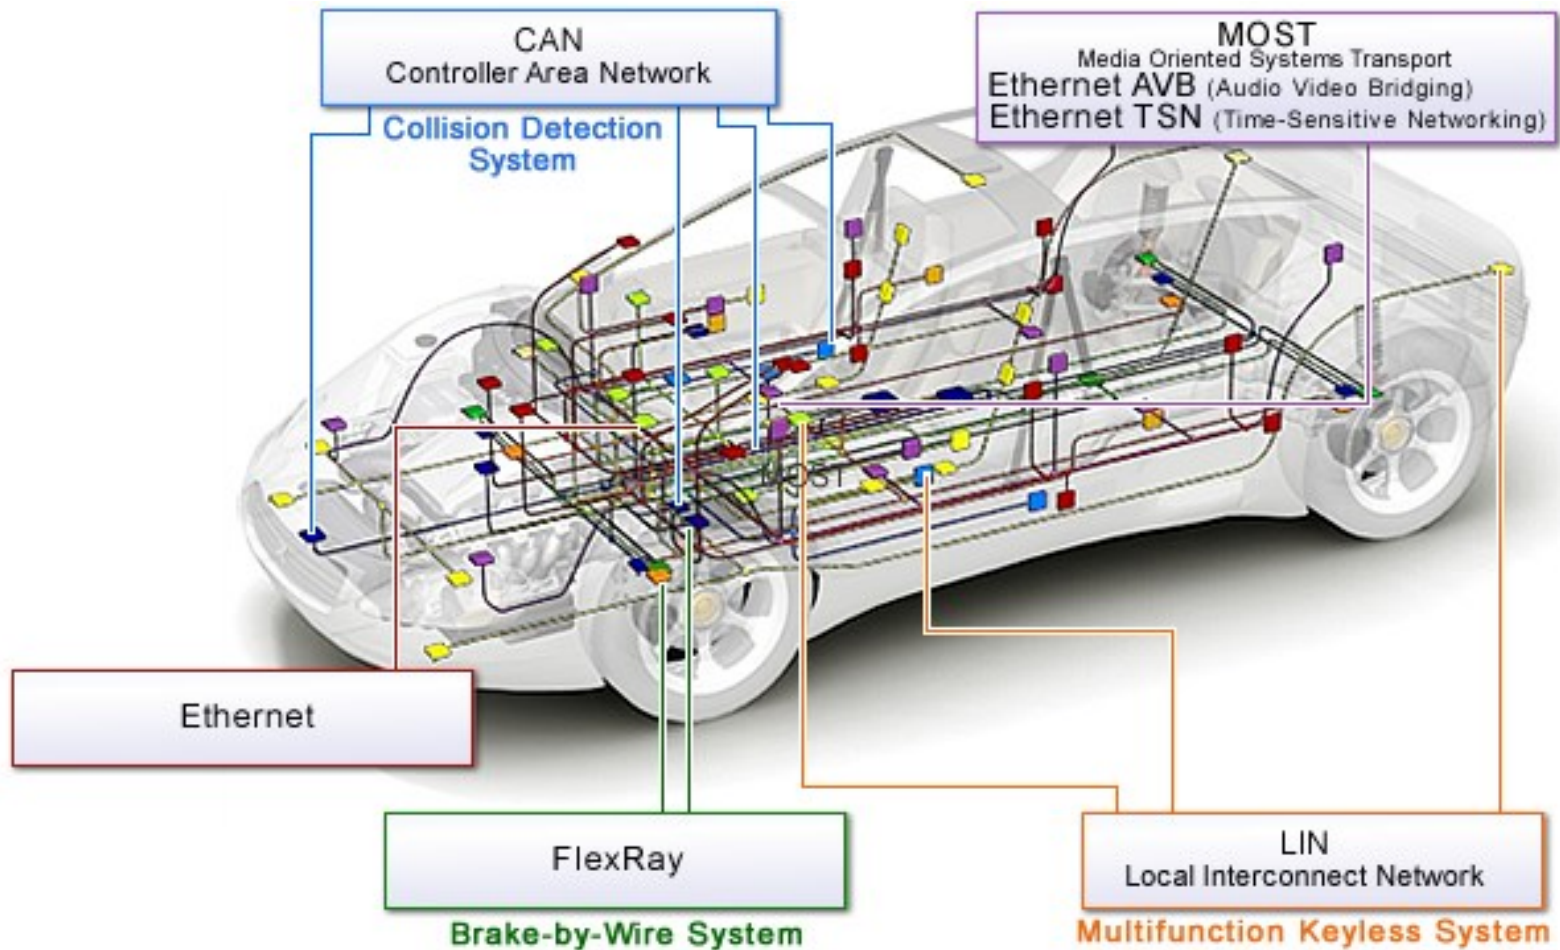 CAN
Controller Area Network
Collision Detection
System
MOST
Media Oriented Systems Transport
Ethernet AVB (Audio Video Bridging)
Ethernet TSN (Time-Sensitive Networking)
MOST
Ethernet
FlexRay
Brake-by-Wire System
LIN
Local Interconnect Network
Multifunction Keyless System